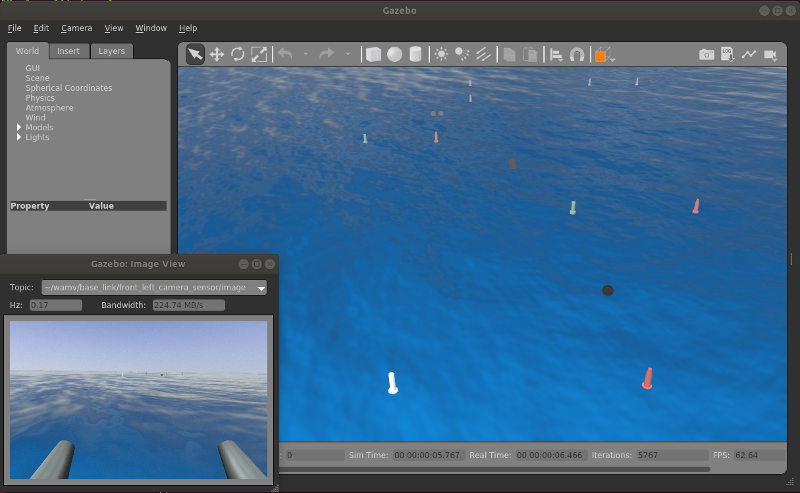 Gazebo
File Edit Camera View Window Help
World Insert Layers
GUI
Scene
Spherical Coordinates
Physics
Atmosphere
Wind
Models
Lights
Property Value
LOG
Gazebo: Image View
Topic: ~/wamv/base_link/front_left_camera_sensor/image
Hz: 0.17 Bandwidth: 224.74 MB/s
0 Sim Time: 00 00:00:05.767 Real Time: 00 00:00:06.466 Iterations: 5767 FPS: 62.64